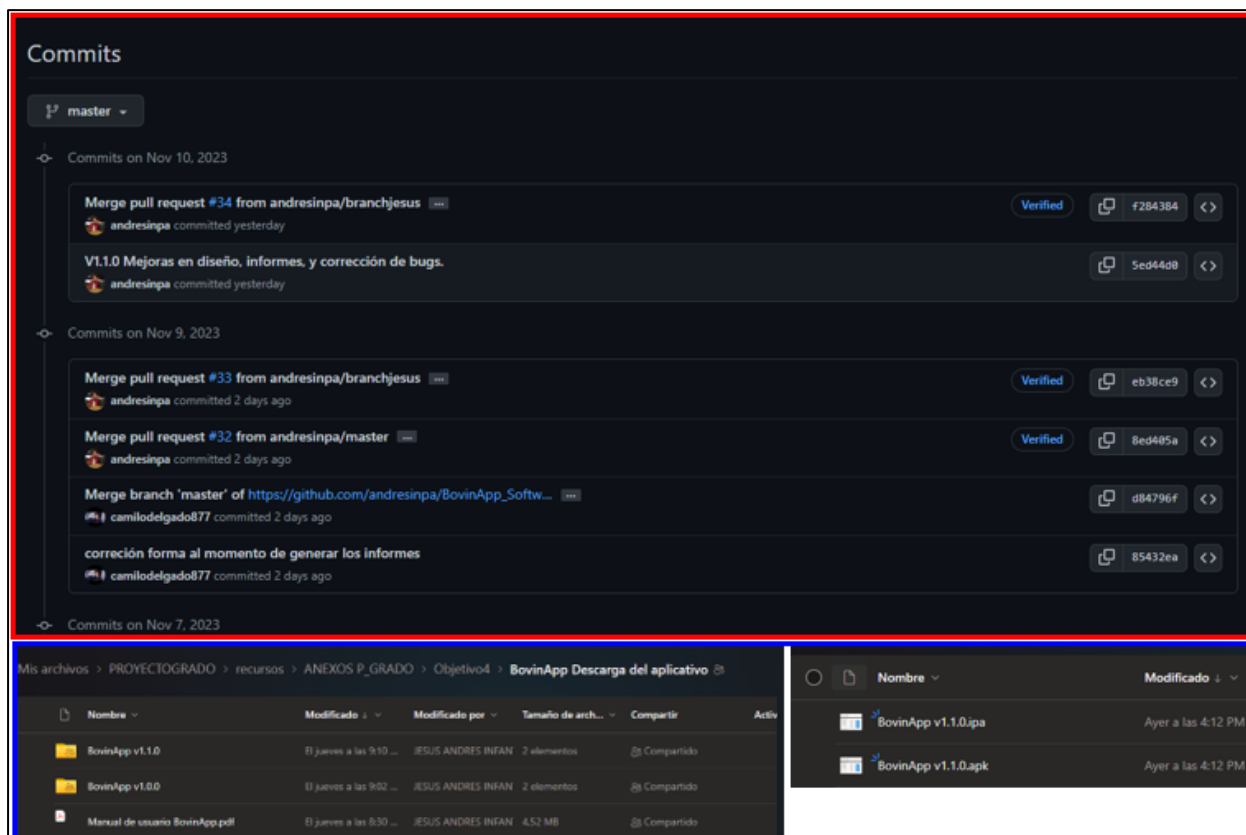 Commits
master
Commits on Nov 10, 2023
Merge pull request #34 from andresinpa/branchjesus ...
Verified
f284384
andresinpa committed yesterday
V1.1.0 Mejoras en diseño, informes, y corrección de bugs.
5ed44d0
andresinpa committed yesterday
Commits on Nov 9, 2023
Merge pull request #33 from andresinpa/branchjesus ...
Verified
eb38ce9
andresinpa committed 2 days ago
Merge pull request #32 from andresinpa/master ...
Verified
8ed405a
andresinpa committed 2 days ago
Merge branch 'master' of https://github.com/andresinpa/BovinApp_Softw... ...
d84796f
camilodelgado877 committed 2 days ago
correción forma al momento de generar los informes
85432ea
camilodelgado877 committed 2 days ago
Commits on Nov 7, 2023
Mis archivos > PROYECTOGRADO > recursos > ANEXOS P_GRADO > Objetivo4 > BovinApp Descarga del aplicativo
Nombre Modificado Modificado por Tamaño de arch... Compartir Activ
BovinApp v1.1.0 El jueves a las 9:10 ... JESUS ANDRES INFAN 2 elementos Compartido
BovinApp v1.0.0 El jueves a las 9:02 ... JESUS ANDRES INFAN 2 elementos Compartido
Manual de usuario BovinApp.pdf El jueves a las 8:30 ... JESUS ANDRES INFAN 4,52 MB Compartido
Nombre Modificado
BovinApp v1.1.0.ipa Ayer a las 4:12 PM
BovinApp v1.1.0.apk Ayer a las 4:12 PM